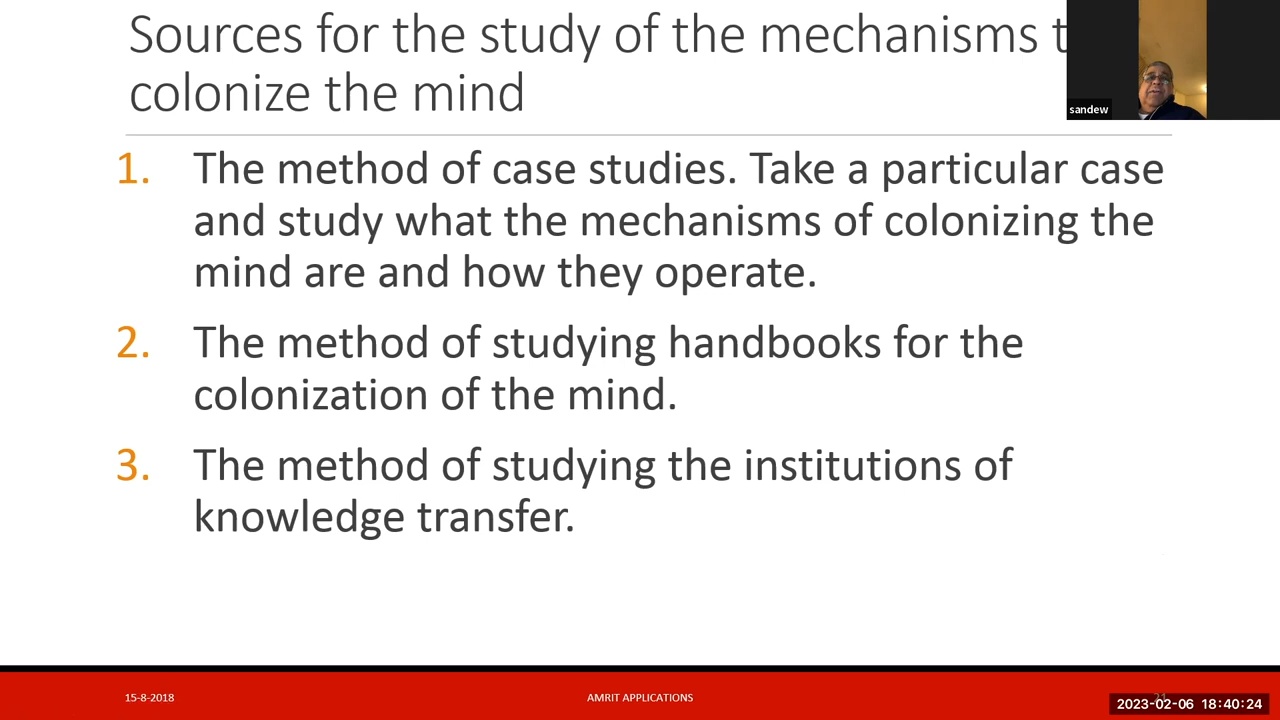 Sources for the study of the mechanisms t
colonize the mind
sandew
1. The method of case studies. Take a particular case
and study what the mechanisms of colonizing the
mind are and how they operate.
2. The method of studying handbooks for the
colonization of the mind.
3. The method of studying the institutions of
knowledge transfer.
15-8-2018
AMRIT APPLICATIONS
2023-02-06 18:40:24